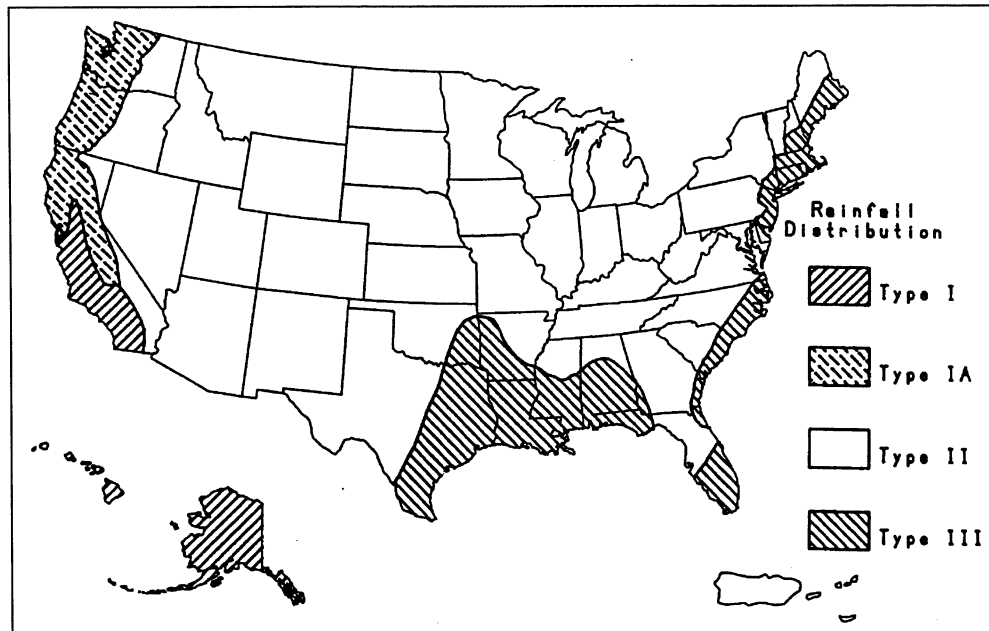 Rainfall
Distribution
Type I
Type IA
Type II
Type III